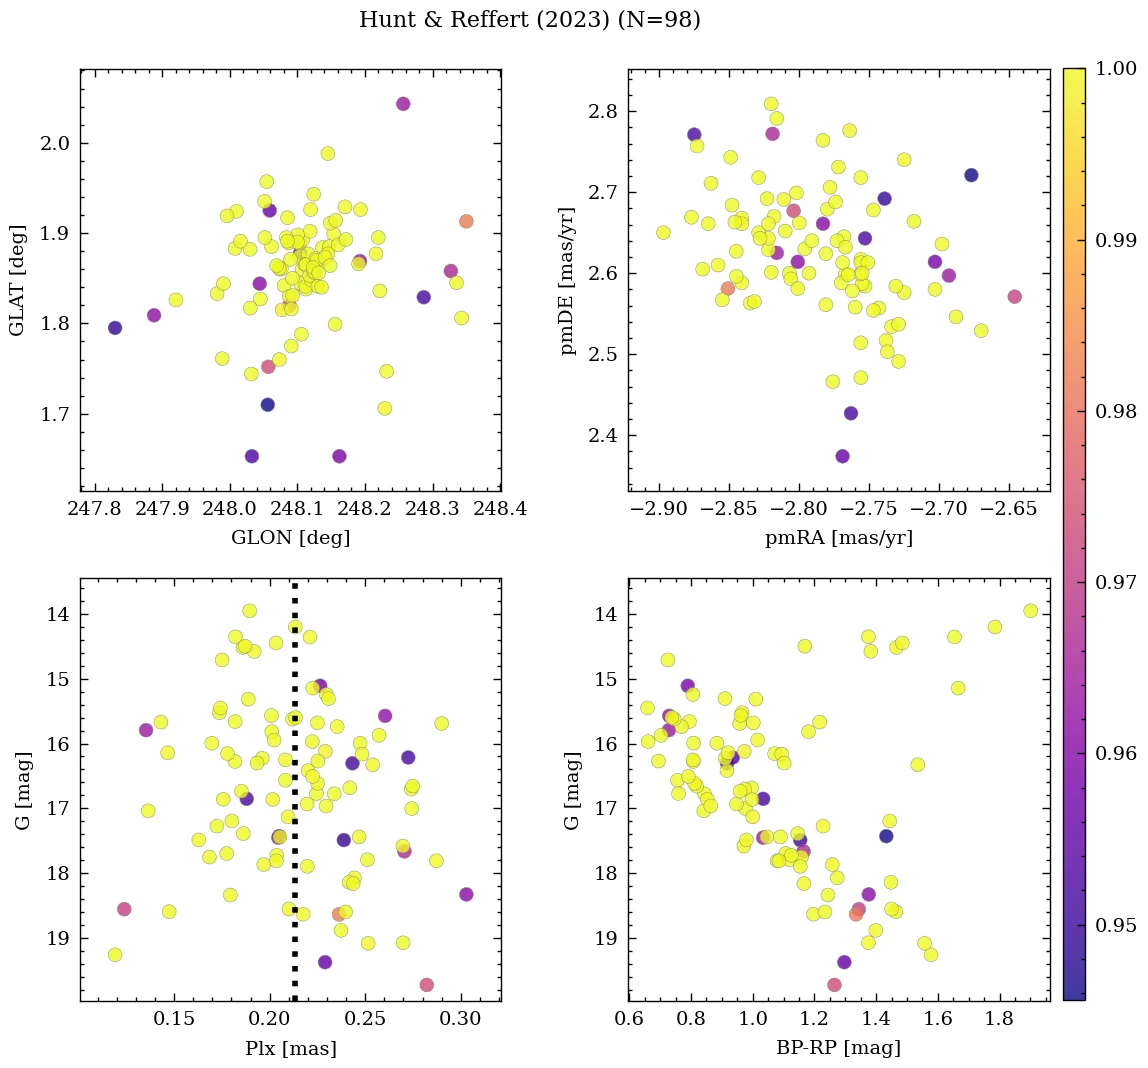 Hunt & Reffert (2023) (N=98)
2.0
1.9
1.8
1.7
GLAT [deg]
247.8 247.9 248.0 248.1 248.2 248.3 248.4
GLON [deg]
2.8
2.7
2.6
2.5
2.4
pmDE [mas/yr]
−2.90 −2.85 −2.80 −2.75 −2.70 −2.65
pmRA [mas/yr]
1.00
0.99
0.98
0.97
0.96
0.95
14
15
16
17
18
19
G [mag]
0.15 0.20 0.25 0.30
Plx [mas]
14
15
16
17
18
19
G [mag]
0.6 0.8 1.0 1.2 1.4 1.6 1.8
BP-RP [mag]